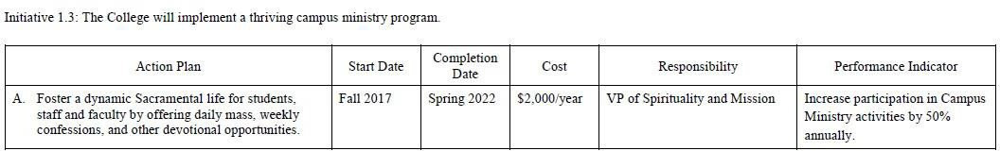 Initiative 1.3: The College will implement a thriving campus ministry program.
Action Plan
Start Date
Completion
Date
Cost
Responsibility
Performance Indicator
A. Foster a dynamic Sacramental life for students,
staff and faculty by offering daily mass, weekly
confessions, and other devotional opportunities.
Fall 2017
Spring 2022
$2,000/year
VP of Spirituality and Mission
Increase participation in Campus
Ministry activities by 50%
annually.